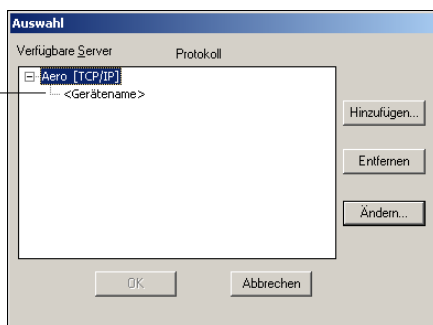 Auswahl
Verfügbare Server Protokoll
Aero [TCP/IP]
<Gerätename>
Hinzufügen...
Entfernen
Ändern...
OK Abbrechen